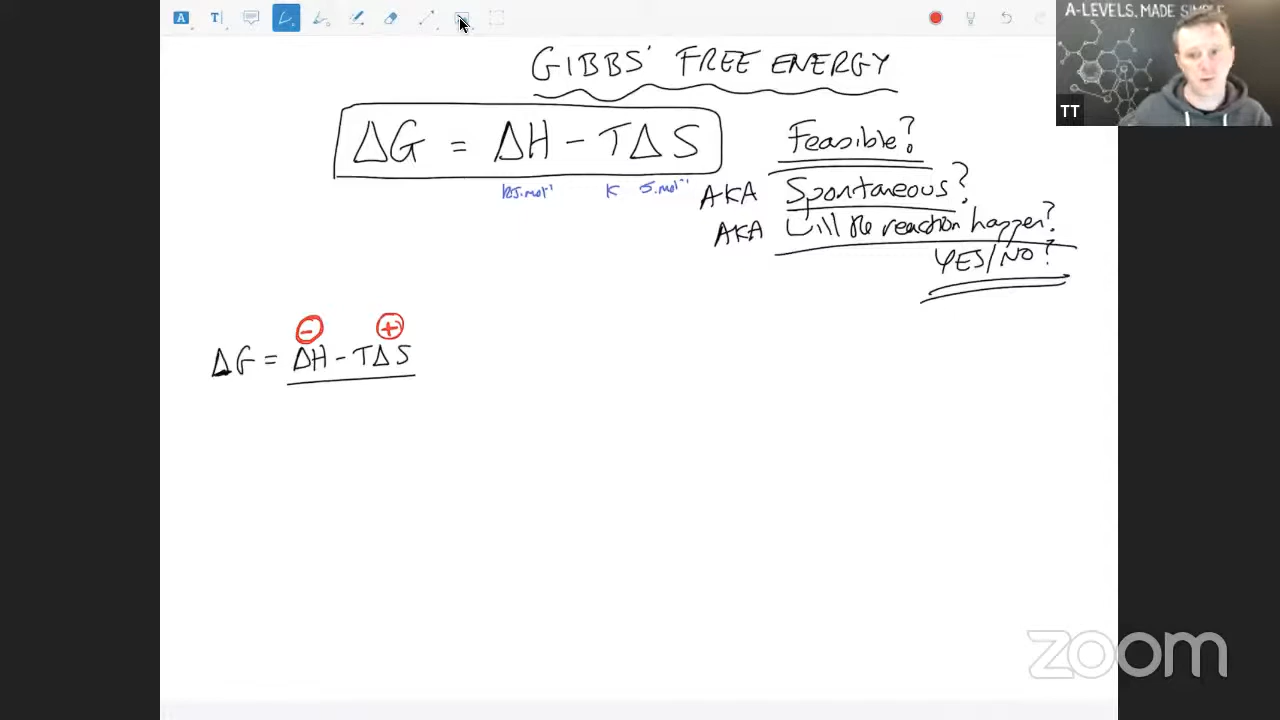 A-LEVELS, MADE SIMPLE
TT
GIBBS' FREE ENERGY
ΔG = ΔH - TΔS
kJ.mol⁻¹ K J.mol⁻¹
Feasible?
AKA Spontaneous?
AKA Will the reaction happen?
YES/NO?
⊖ ⊕
ΔG = ΔH - TΔS
zoom